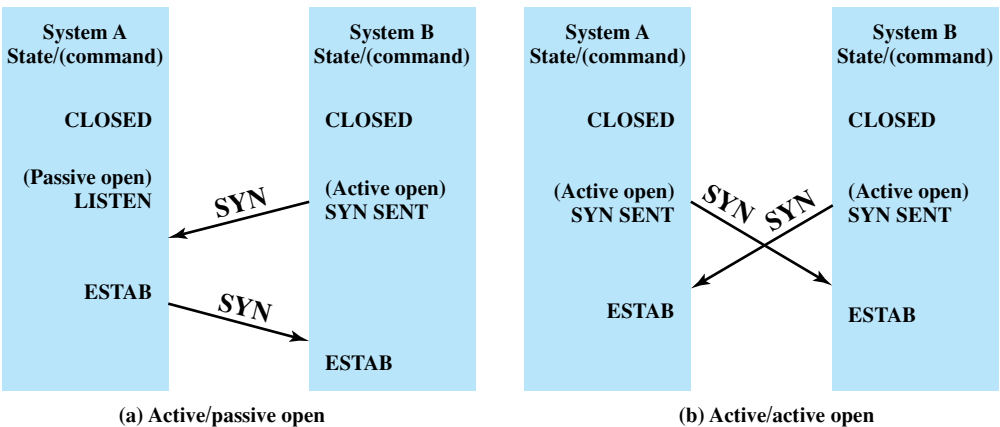 System A
State/(command)
CLOSED
(Passive open)
LISTEN
ESTAB
SYN
SYN
System B
State/(command)
CLOSED
(Active open)
SYN SENT
ESTAB
(a) Active/passive open
System A
State/(command)
CLOSED
(Active open)
SYN SENT
ESTAB
SYN
SYN
System B
State/(command)
CLOSED
(Active open)
SYN SENT
ESTAB
(b) Active/active open